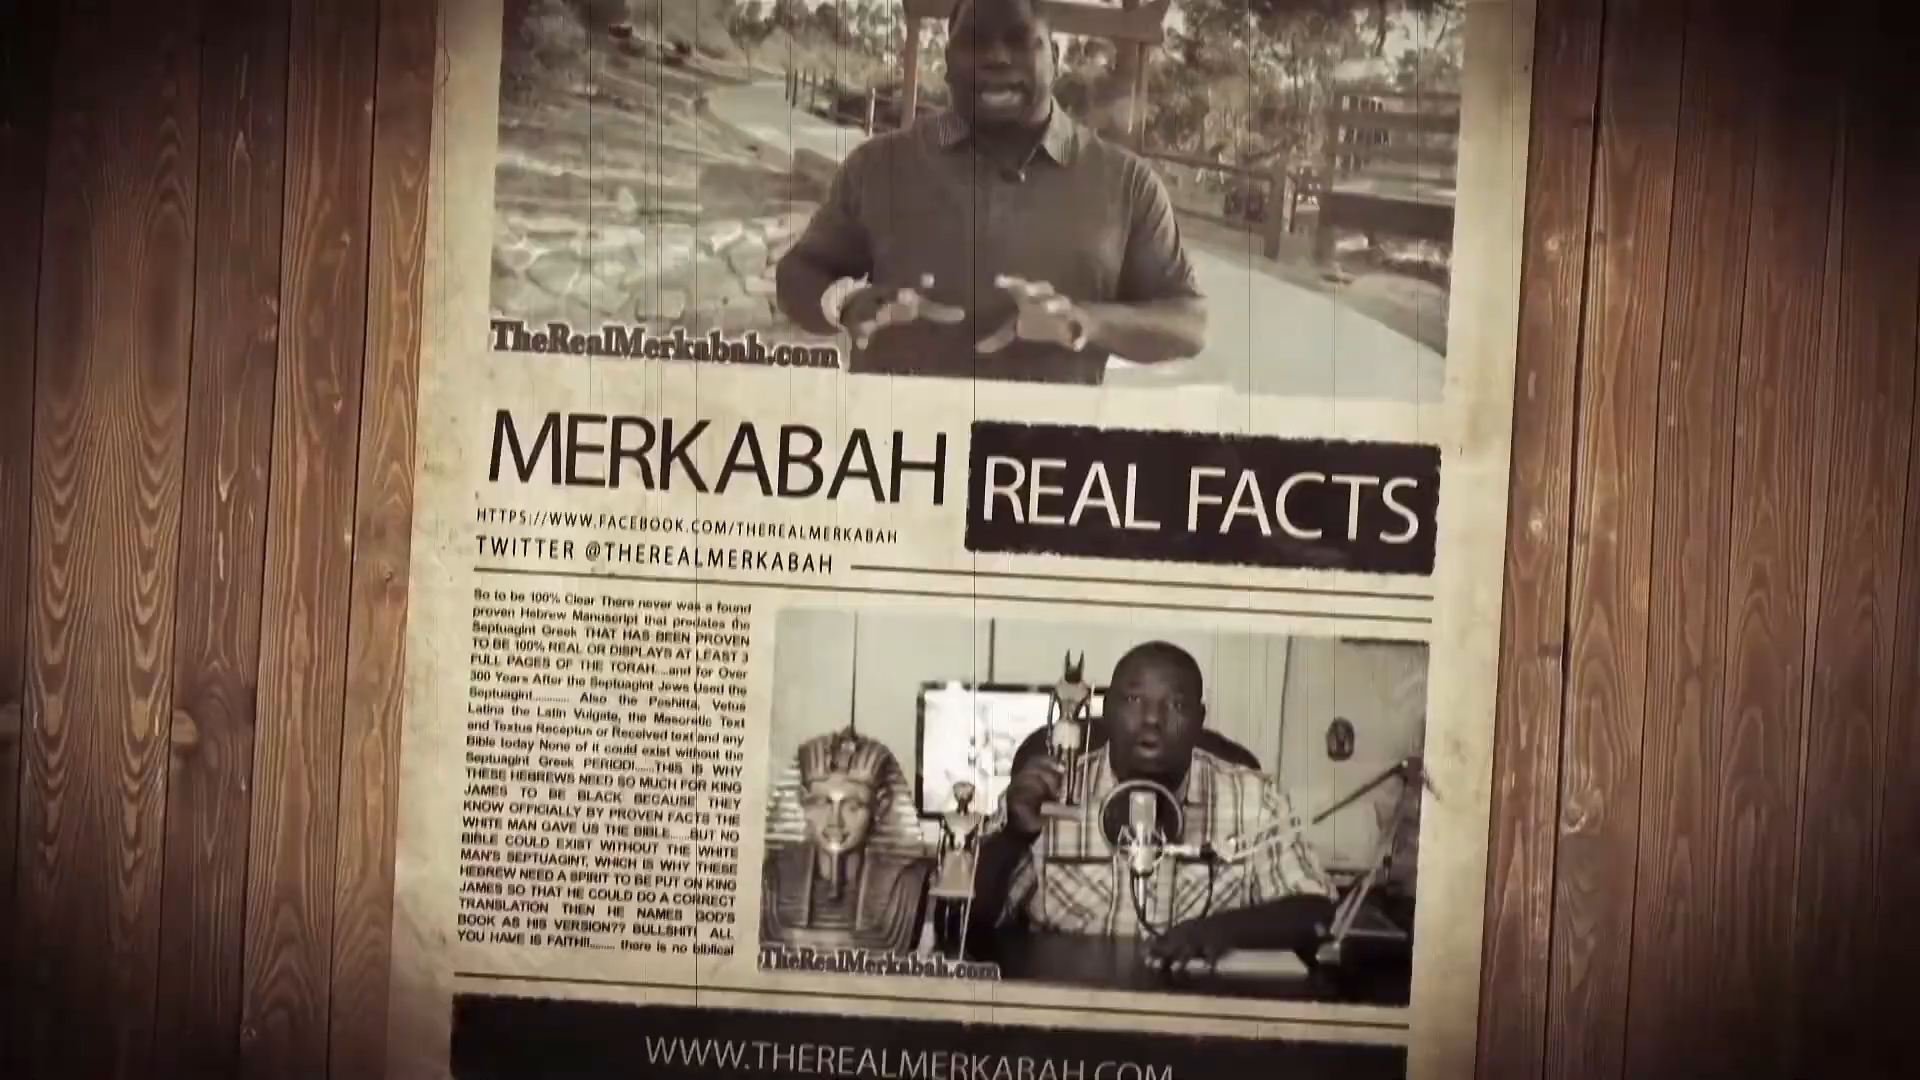 TheRealMerkabah.com
MERKABAH
REAL FACTS
HTTPS://WWW.FACEBOOK.COM/THEREALMERKABAH
TWITTER @THEREALMERKABAH
So to be 100% Clear There never was a found
proven Hebrew Manuscript that predates the
Septuagint Greek THAT HAS BEEN PROVEN
TO BE 100% REAL OR DISPLAYS AT LEAST 3
FULL PAGES OF THE TORAH....and for Over
300 Years After the Septuagint Jews Used the
Septuagint............ Also the Peshitta, Vetus
Latina the Latin Vulgate, the Masoretic Text
and Textus Receptus or Received text and any
Bible today None of it could exist without the
Septuagint Greek PERIOD!......THIS IS WHY
THESE HEBREWS NEED SO MUCH FOR KING
JAMES TO BE BLACK BECAUSE THEY
KNOW OFFICIALLY BY PROVEN FACTS THE
WHITE MAN GAVE US THE BIBLE......BUT NO
BIBLE COULD EXIST WITHOUT THE WHITE
MAN'S SEPTUAGINT, WHICH IS WHY THESE
HEBREW NEED A SPIRIT TO BE PUT ON KING
JAMES SO THAT HE COULD DO A CORRECT
TRANSLATION THEN HE NAMES GOD'S
BOOK AS HIS VERSION?? BULLSHIT! ALL
YOU HAVE IS FAITH!!......... there is no biblical
TheRealMerkabah.com
WWW.THEREALMERKABAH.COM